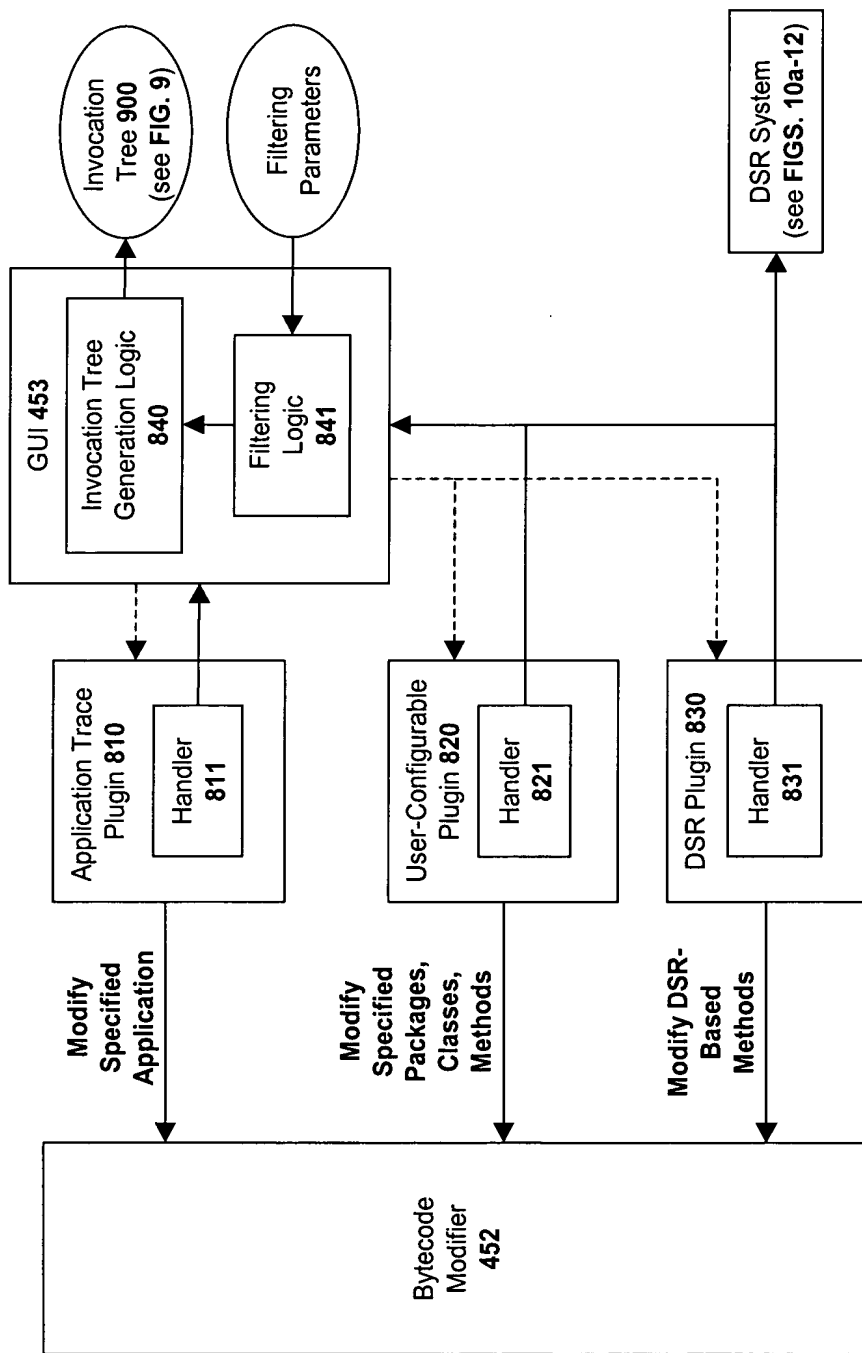 Bytecode
Modifier
452
Modify
Specified
Application
Modify
Specified
Packages,
Classes,
Methods
Modify DSR-
Based
Methods
Application Trace
Plugin 810
Handler
811
User-Configurable
Plugin 820
Handler
821
DSR Plugin 830
Handler
831
GUI 453
Invocation Tree
Generation Logic
840
Filtering
Logic
841
Invocation
Tree 900
(see FIG. 9)
Filtering
Parameters
DSR System
(see FIGS. 10a-12)